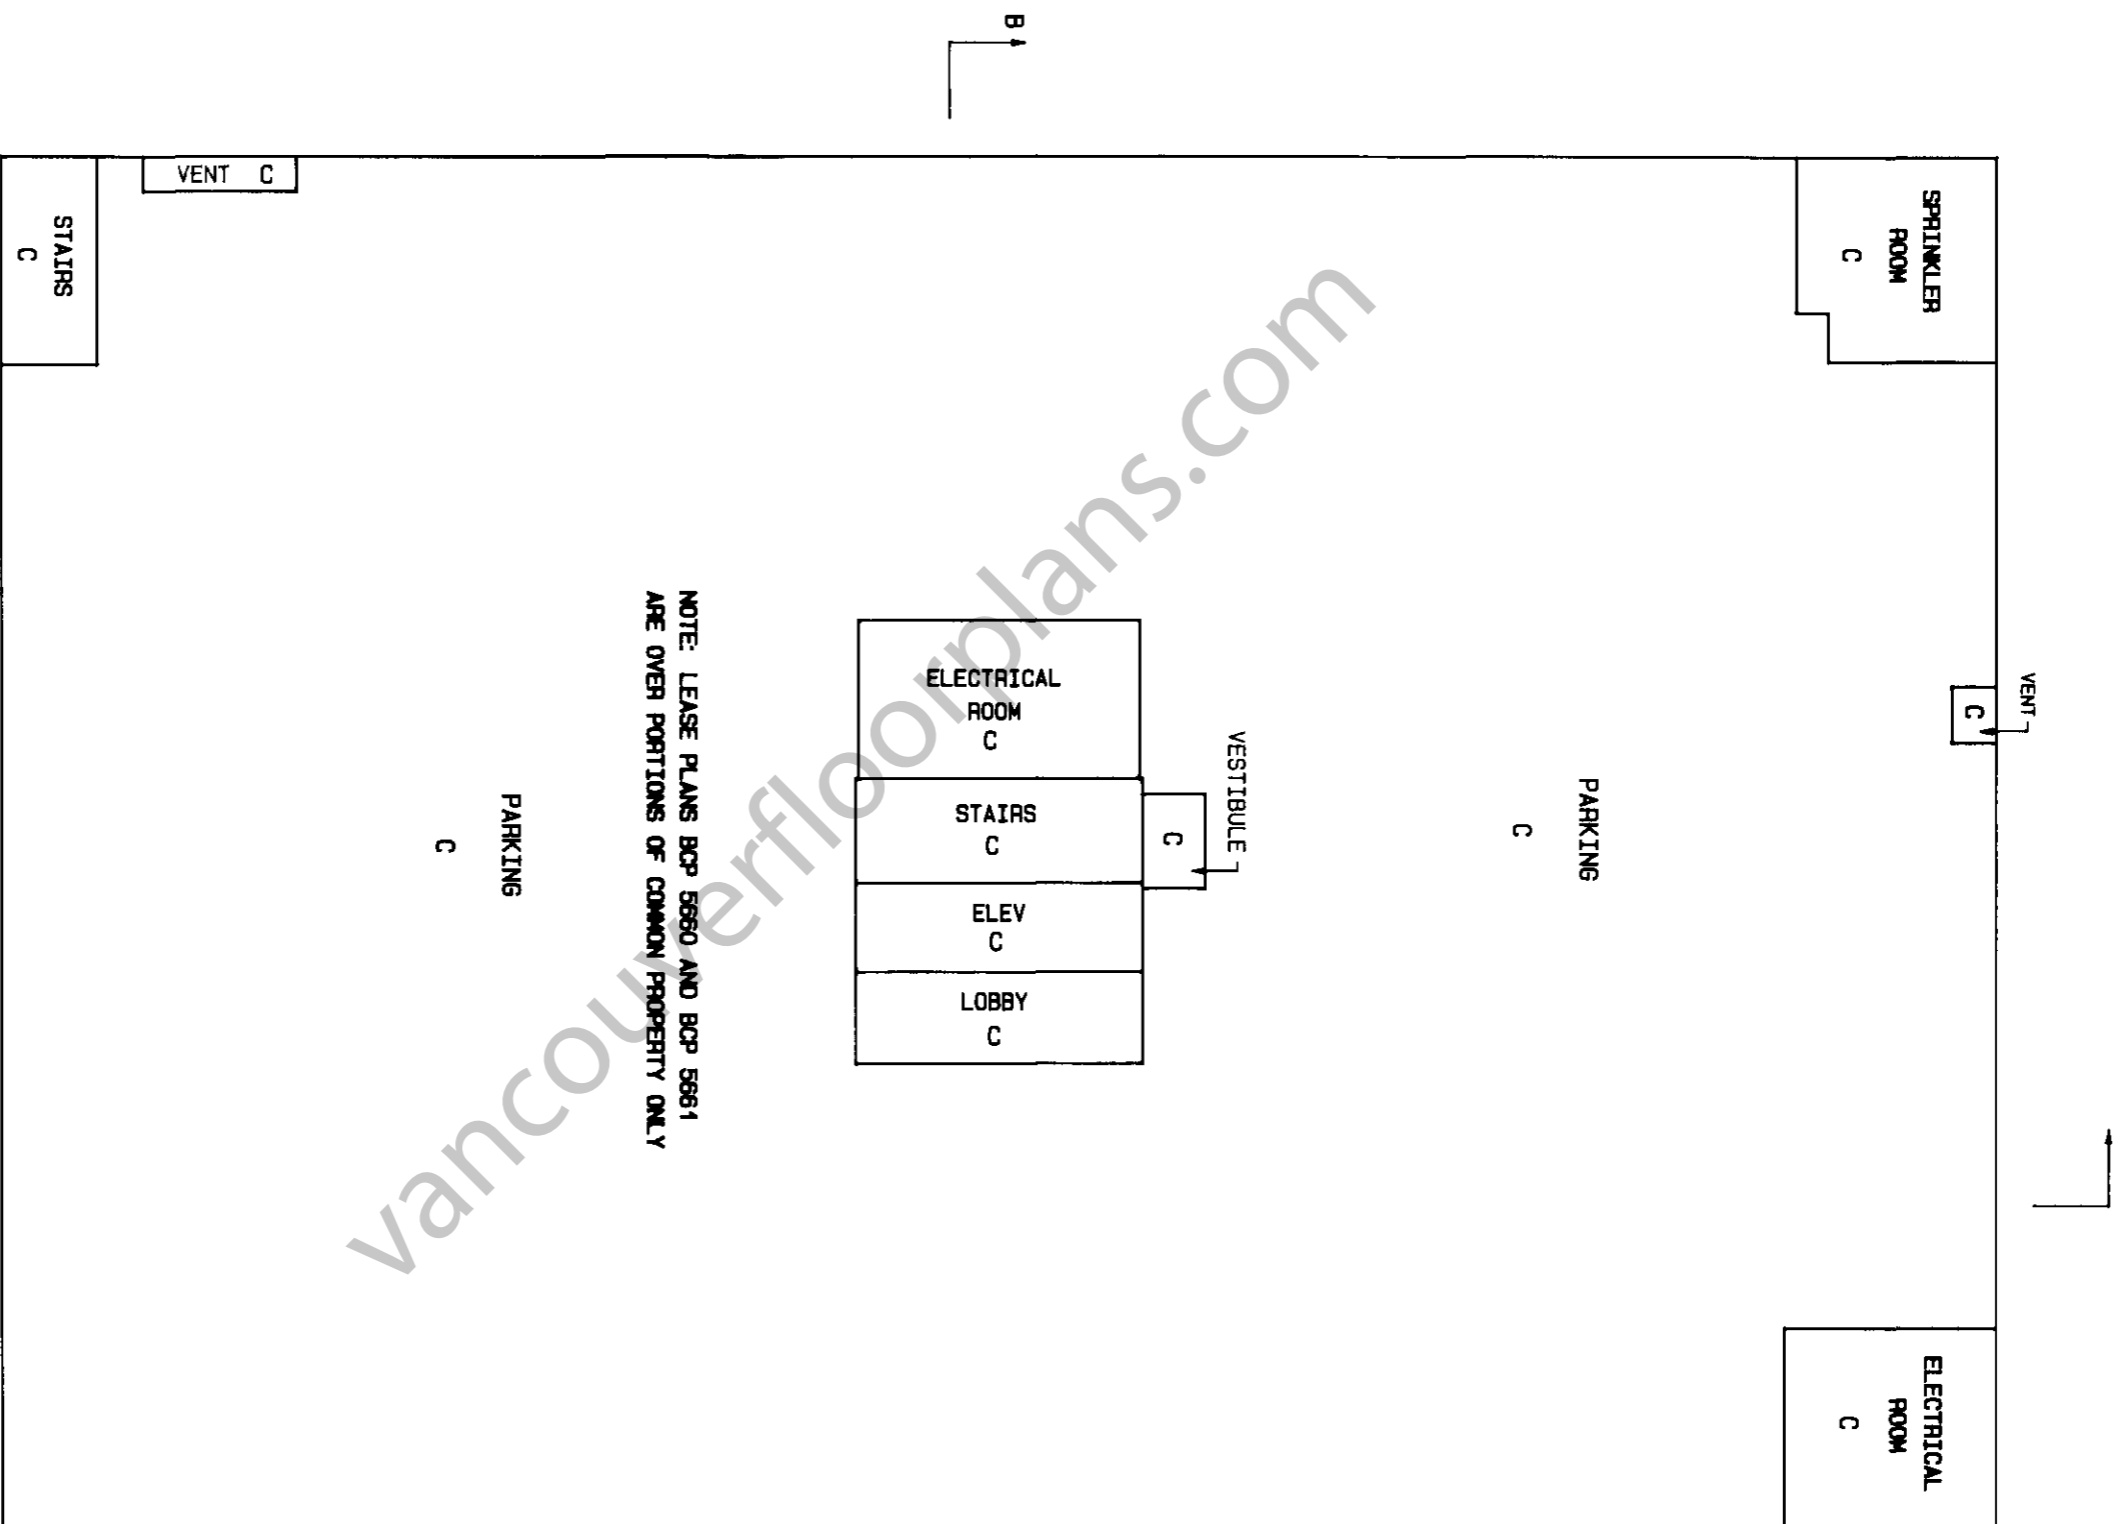 B
VENT C
STAIRS
C
SPRINKLER
ROOM
C
VENT
C
ELECTRICAL
ROOM
C
STAIRS
C
ELEV
C
LOBBY
C
VESTIBULE
C
PARKING
C
NOTE: LEASE PLANS BCP 5660 AND BCP 5661
ARE OVER PORTIONS OF COMMON PROPERTY ONLY
PARKING
C
ELECTRICAL
ROOM
C
vancouverfloorplans.com